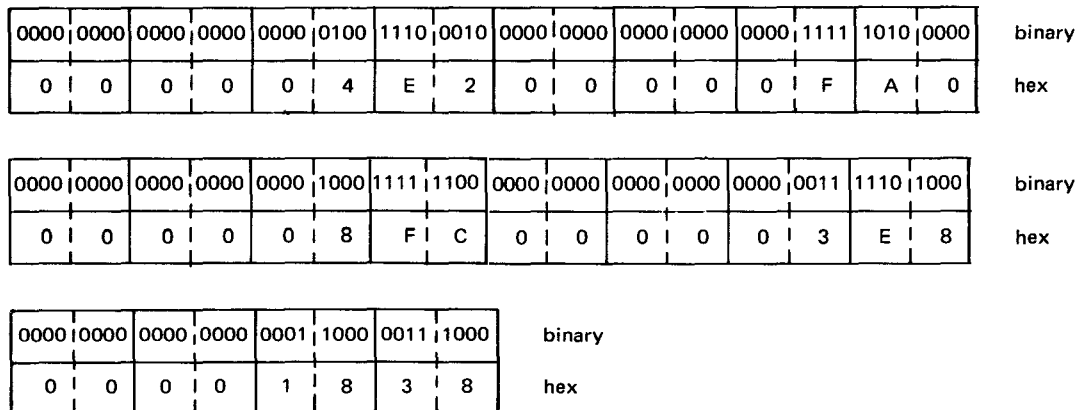 0000 0000 0000 0000 0000 0100 1110 0010 0000 0000 0000 0000 0000 1111 1010 0000 binary
0 0 0 0 0 4 E 2 0 0 0 0 0 F A 0 hex
0000 0000 0000 0000 0000 1000 1111 1100 0000 0000 0000 0000 0000 0011 1110 1000 binary
0 0 0 0 0 8 F C 0 0 0 0 0 3 E 8 hex
0000 0000 0000 0000 0001 1000 0011 1000 binary
0 0 0 0 1 8 3 8 hex